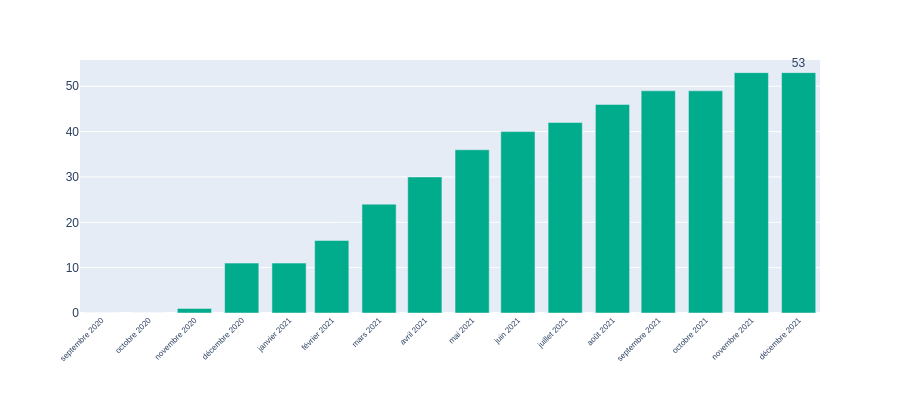 53
50
40
30
20
10
0
septembre 2020
octobre 2020
novembre 2020
décembre 2020
janvier 2021
février 2021
mars 2021
avril 2021
mai 2021
juin 2021
juillet 2021
août 2021
septembre 2021
octobre 2021
novembre 2021
décembre 2021